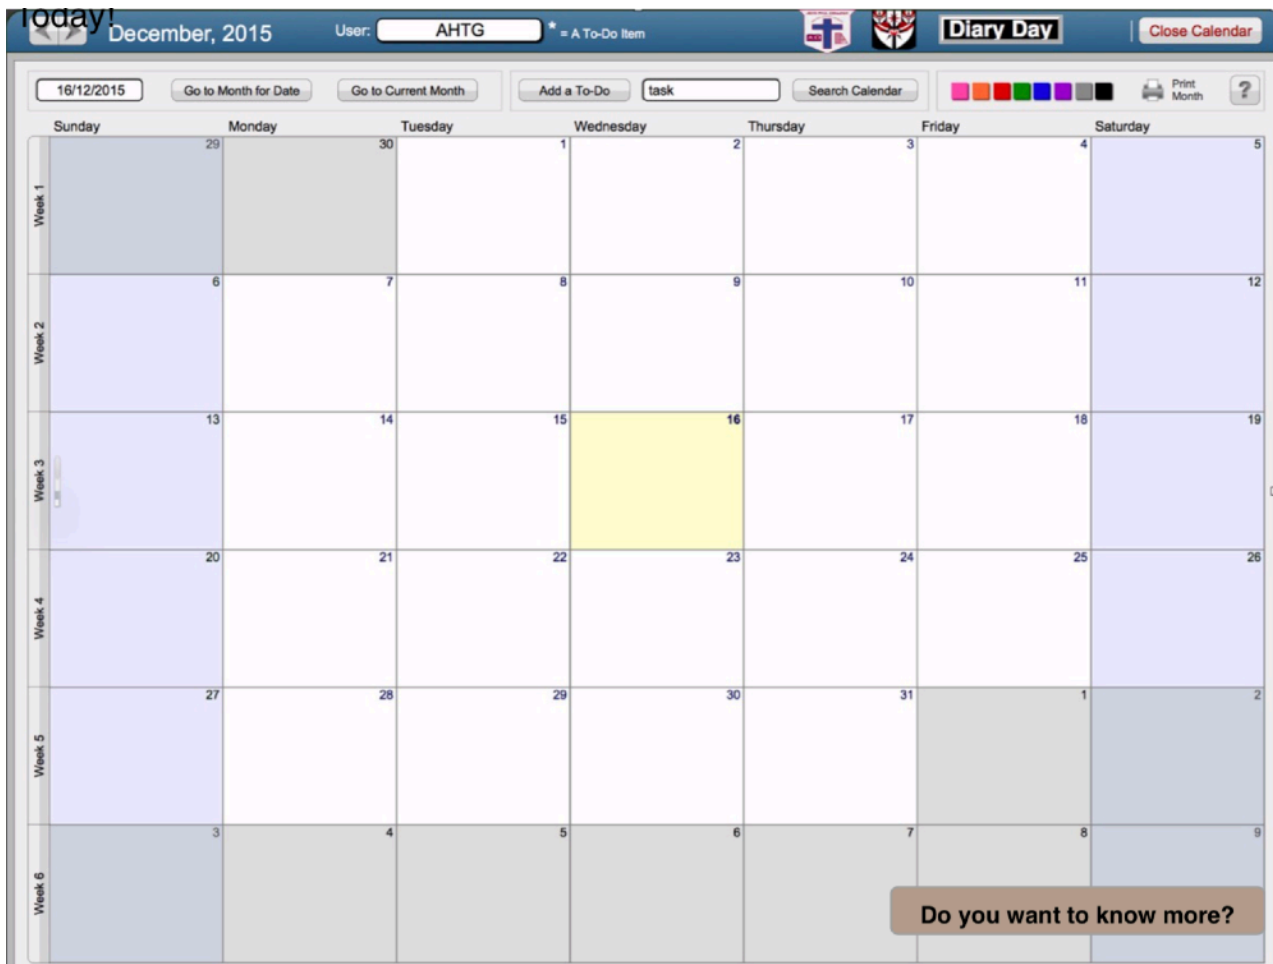 Today!
December, 2015 User: AHTG * = A To-Do Item Diary Day Close Calendar
16/12/2015 Go to Month for Date Go to Current Month Add a To-Do task Search Calendar Print Month ?
Sunday Monday Tuesday Wednesday Thursday Friday Saturday
Week 1 29 30 1 2 3 4 5
Week 2 6 7 8 9 10 11 12
Week 3 13 14 15 16 17 18 19
Week 4 20 21 22 23 24 25 26
Week 5 27 28 29 30 31 1 2
Week 6 3 4 5 6 7 8 9
Do you want to know more?